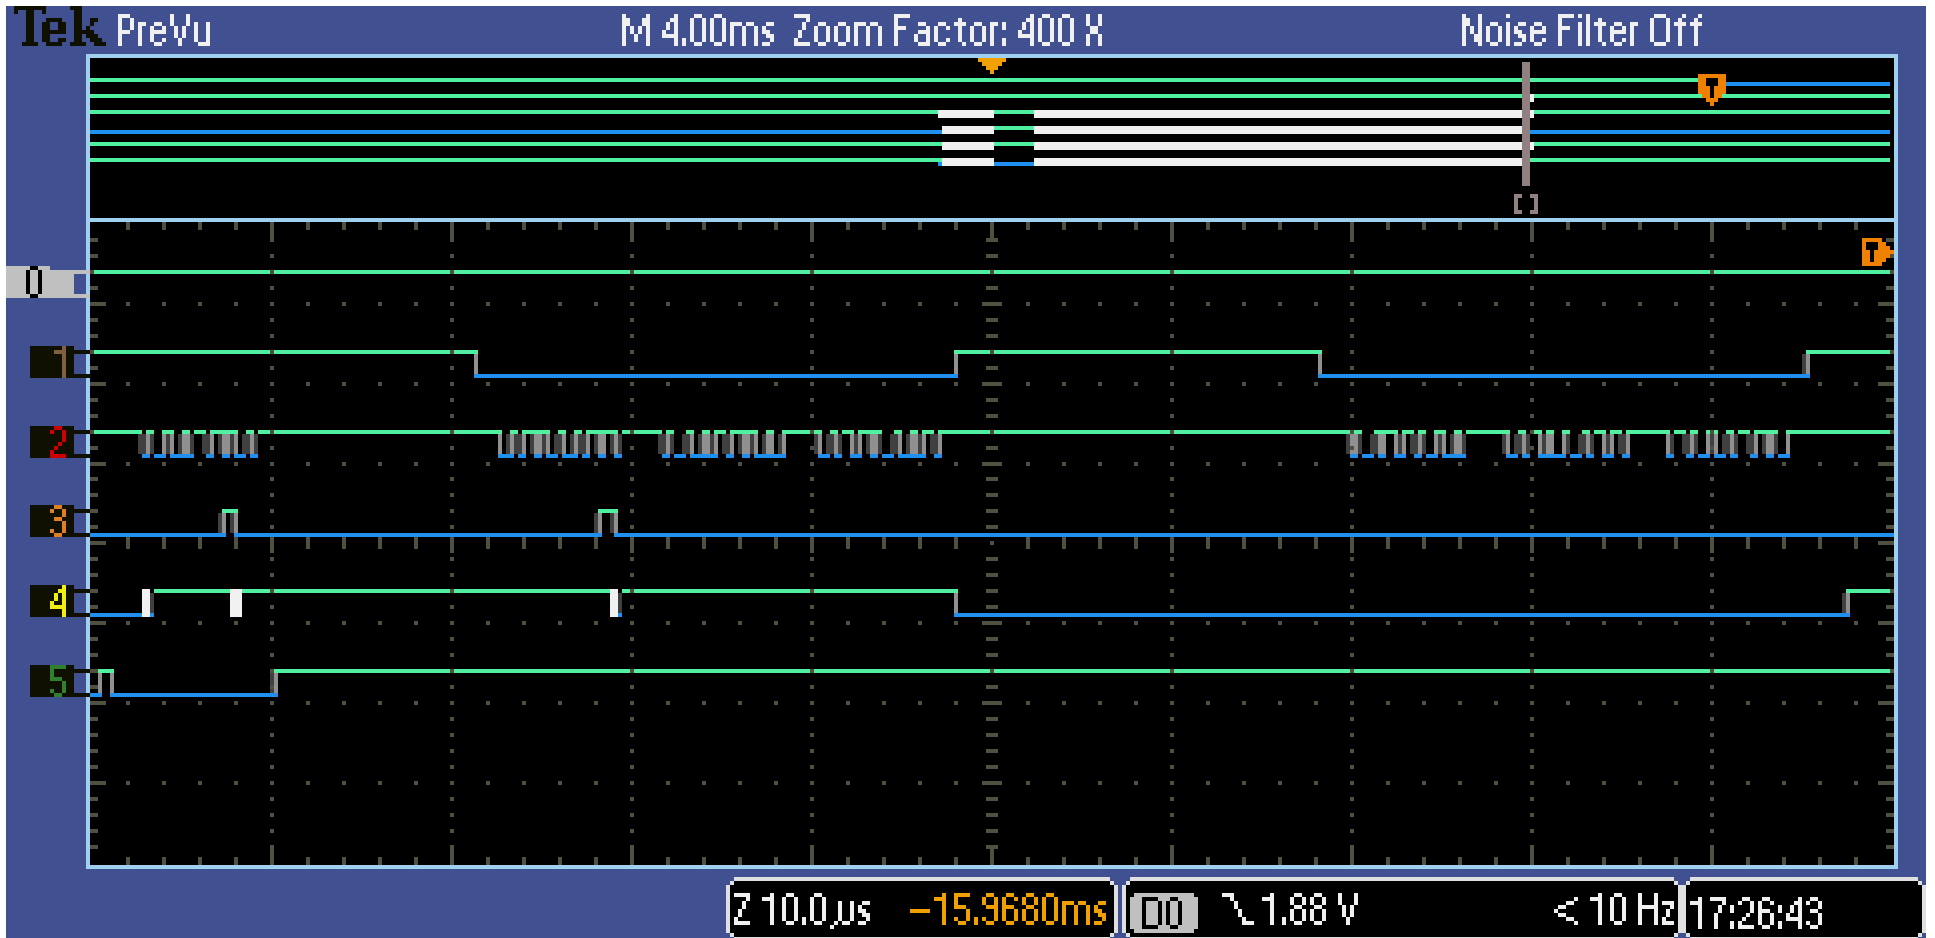 Tek PreVu M 4.00ms Zoom Factor: 400 X Noise Filter Off
T
[ ]
T
0
1
2
3
4
5
Z 10.0µs -15.9680ms D0 1.88 V < 10 Hz 17:26:43